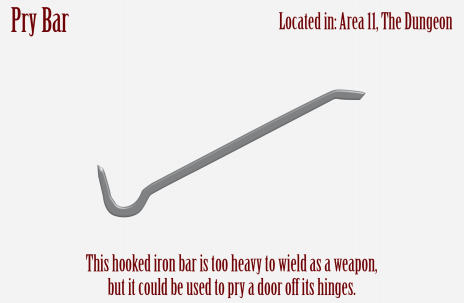 Pry Bar
Located in: Area 11, The Dungeon
This hooked iron bar is too heavy to wield as a weapon,
but it could be used to pry a door off its hinges.